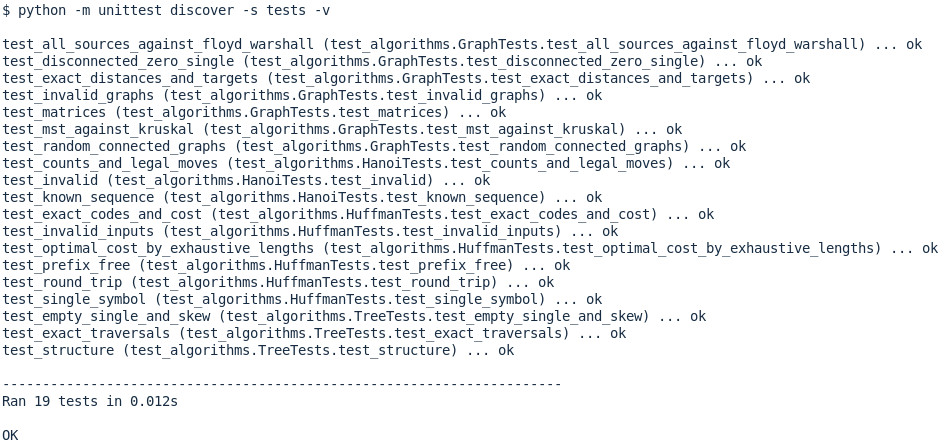 $ python -m unittest discover -s tests -v
test_all_sources_against_floyd_warshall (test_algorithms.GraphTests.test_all_sources_against_floyd_warshall) ... ok
test_disconnected_zero_single (test_algorithms.GraphTests.test_disconnected_zero_single) ... ok
test_exact_distances_and_targets (test_algorithms.GraphTests.test_exact_distances_and_targets) ... ok
test_invalid_graphs (test_algorithms.GraphTests.test_invalid_graphs) ... ok
test_matrices (test_algorithms.GraphTests.test_matrices) ... ok
test_mst_against_kruskal (test_algorithms.GraphTests.test_mst_against_kruskal) ... ok
test_random_connected_graphs (test_algorithms.GraphTests.test_random_connected_graphs) ... ok
test_counts_and_legal_moves (test_algorithms.HanoiTests.test_counts_and_legal_moves) ... ok
test_invalid (test_algorithms.HanoiTests.test_invalid) ... ok
test_known_sequence (test_algorithms.HanoiTests.test_known_sequence) ... ok
test_exact_codes_and_cost (test_algorithms.HuffmanTests.test_exact_codes_and_cost) ... ok
test_invalid_inputs (test_algorithms.HuffmanTests.test_invalid_inputs) ... ok
test_optimal_cost_by_exhaustive_lengths (test_algorithms.HuffmanTests.test_optimal_cost_by_exhaustive_lengths) ... ok
test_prefix_free (test_algorithms.HuffmanTests.test_prefix_free) ... ok
test_round_trip (test_algorithms.HuffmanTests.test_round_trip) ... ok
test_single_symbol (test_algorithms.HuffmanTests.test_single_symbol) ... ok
test_empty_single_and_skew (test_algorithms.TreeTests.test_empty_single_and_skew) ... ok
test_exact_traversals (test_algorithms.TreeTests.test_exact_traversals) ... ok
test_structure (test_algorithms.TreeTests.test_structure) ... ok
----------------------------------------------------------------------
Ran 19 tests in 0.012s
OK